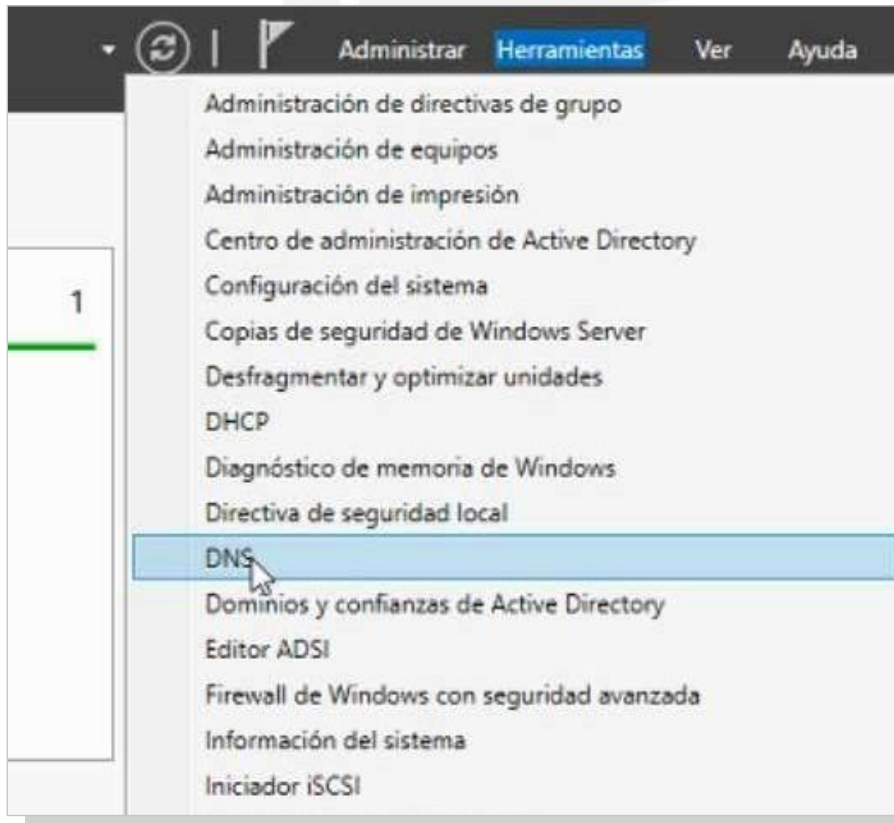 Administrar Herramientas Ver Ayuda
Administración de directivas de grupo
Administración de equipos
Administración de impresión
Centro de administración de Active Directory
Configuración del sistema
1
Copias de seguridad de Windows Server
Desfragmentar y optimizar unidades
DHCP
Diagnóstico de memoria de Windows
Directiva de seguridad local
DNS
Dominios y confianzas de Active Directory
Editor ADSI
Firewall de Windows con seguridad avanzada
Información del sistema
Iniciador iSCSI